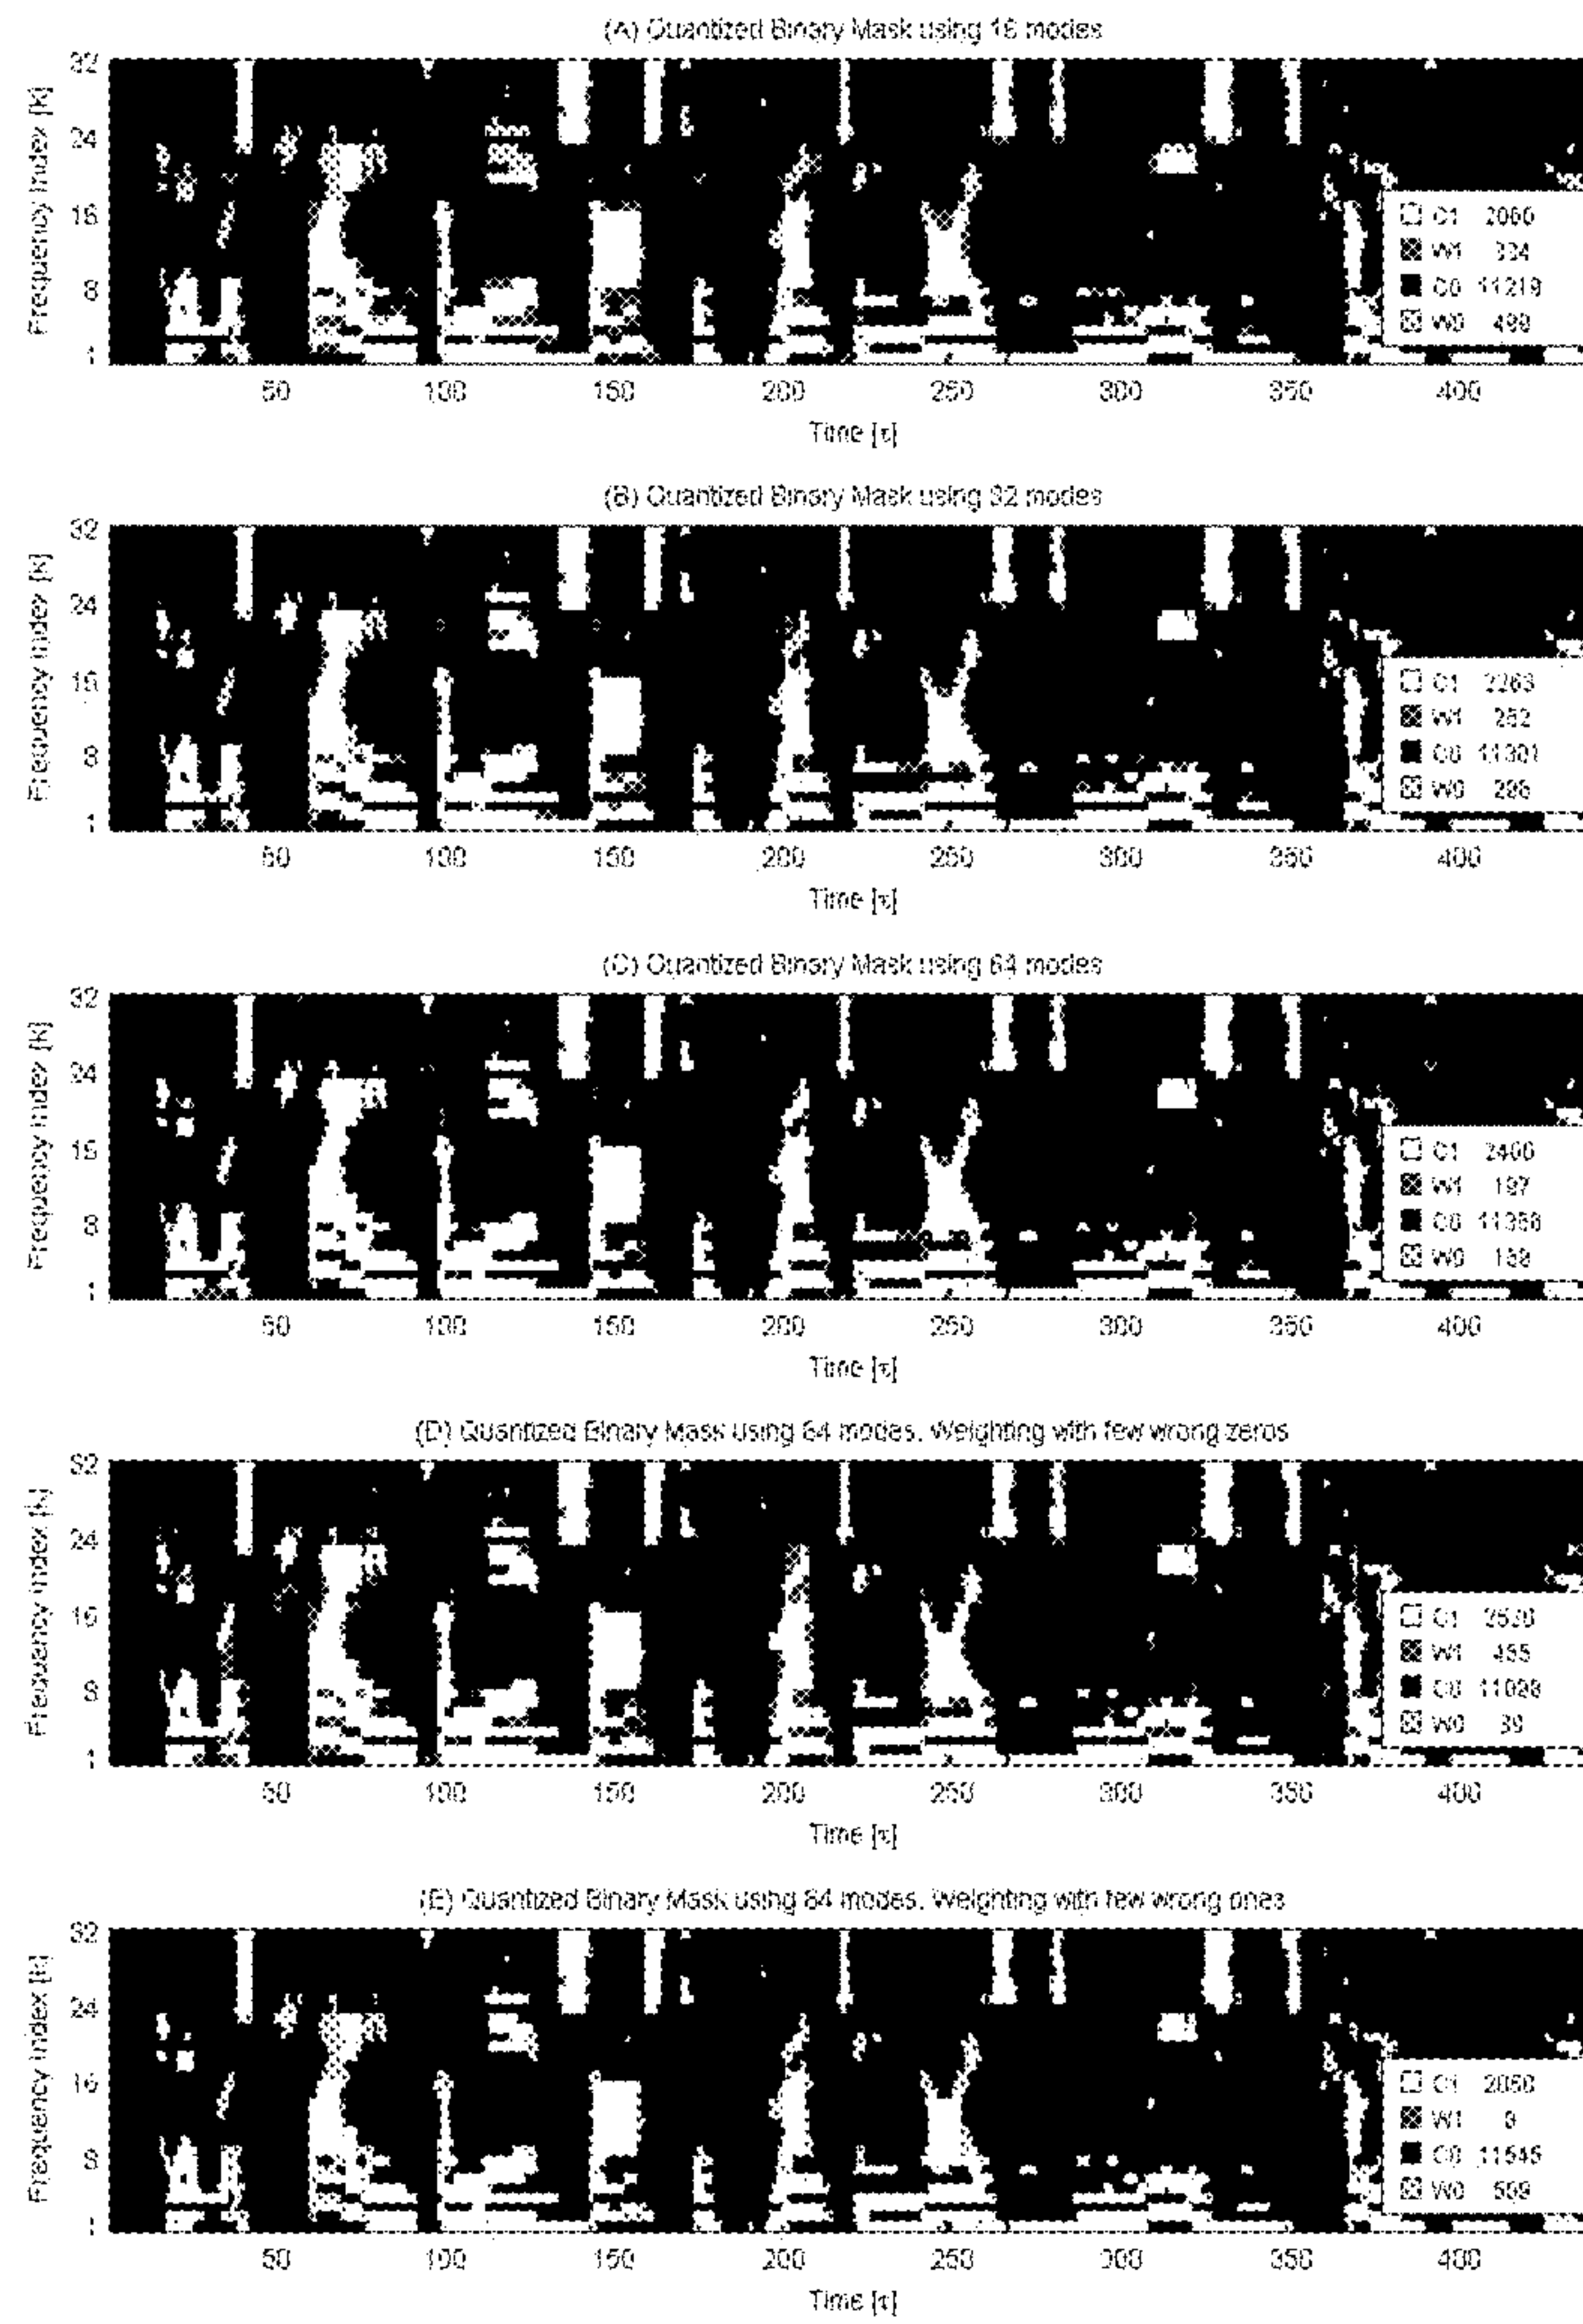 (A) Quantized Binary Mask using 16 modes
Frequency Index [k]
32
24
16
8
1
C1 2060
W1 334
C0 11219
W0 499
50 100 150 200 250 300 350 400
Time [τ]
(B) Quantized Binary Mask using 32 modes
Frequency Index [k]
32
24
16
8
1
C1 2263
W1 252
C0 11301
W0 296
50 100 150 200 250 300 350 400
Time [τ]
(C) Quantized Binary Mask using 64 modes
Frequency Index [k]
32
24
16
8
1
C1 2400
W1 197
C0 11356
W0 159
50 100 150 200 250 300 350 400
Time [τ]
(D) Quantized Binary Mask using 64 modes. Weighting with few wrong zeros
Frequency Index [k]
32
24
16
8
1
C1 2520
W1 455
C0 11098
W0 39
50 100 150 200 250 300 350 400
Time [τ]
(E) Quantized Binary Mask using 64 modes. Weighting with few wrong ones
Frequency Index [k]
32
24
16
8
1
C1 2050
W1 8
C0 11545
W0 509
50 100 150 200 250 300 350 400
Time [τ]